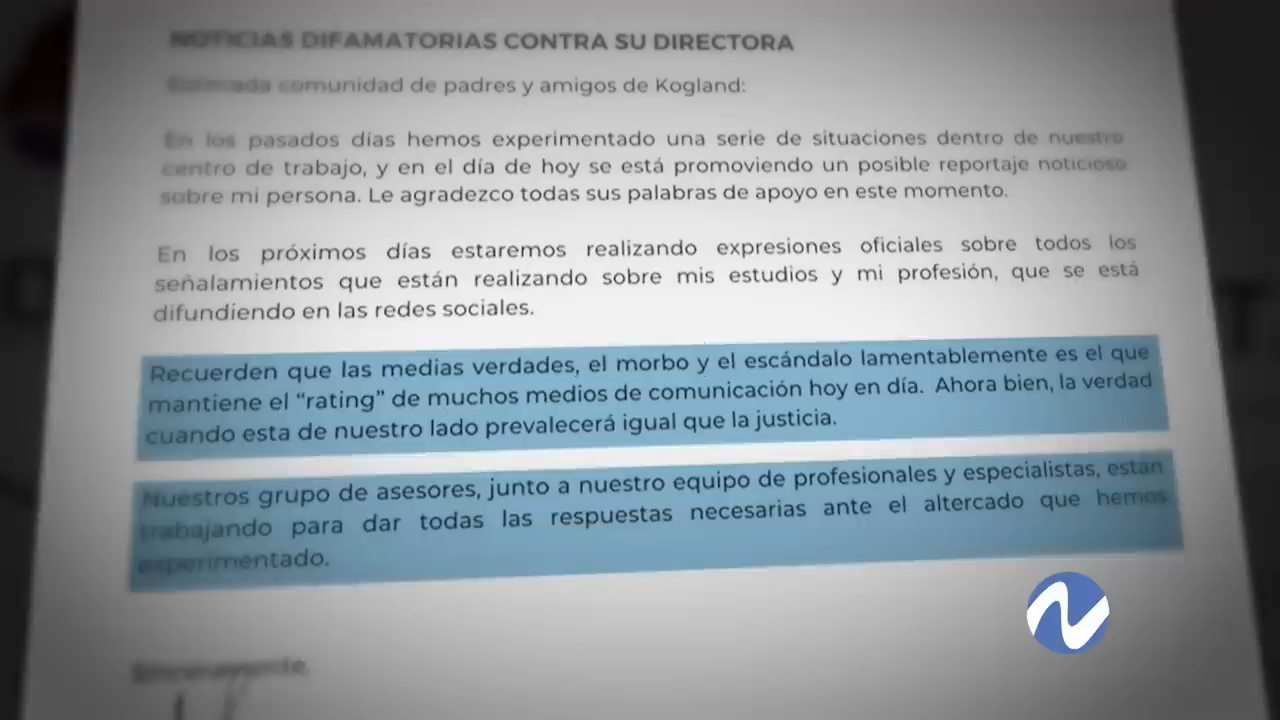 NOTICIAS DIFAMATORIAS CONTRA SU DIRECTORA
Estimada comunidad de padres y amigos de Kogland:
En los pasados días hemos experimentado una serie de situaciones dentro de nuestro
centro de trabajo, y en el día de hoy se está promoviendo un posible reportaje noticioso
sobre mi persona. Le agradezco todas sus palabras de apoyo en este momento.
En los próximos días estaremos realizando expresiones oficiales sobre todos los
señalamientos que están realizando sobre mis estudios y mi profesión, que se está
difundiendo en las redes sociales.
Recuerden que las medias verdades, el morbo y el escándalo lamentablemente es el que
mantiene el “rating” de muchos medios de comunicación hoy en día. Ahora bien, la verdad
cuando esta de nuestro lado prevalecerá igual que la justicia.
Nuestros grupo de asesores, junto a nuestro equipo de profesionales y especialistas, están
trabajando para dar todas las respuestas necesarias ante el altercado que hemos
experimentado.
Sinceramente,